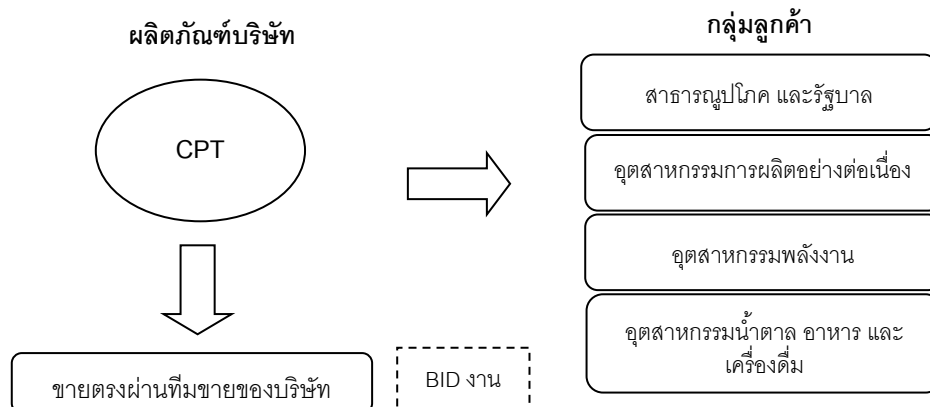 ผลิตภัณฑ์บริษัท
กลุ่มลูกค้า
CPT
สาธารณูปโภค และรัฐบาล
อุตสาหกรรมการผลิตอย่างต่อเนื่อง
อุตสาหกรรมพลังงาน
อุตสาหกรรมน้ำตาล อาหาร และ
เครื่องดื่ม
ขายตรงผ่านทีมขายของบริษัท
BID งาน